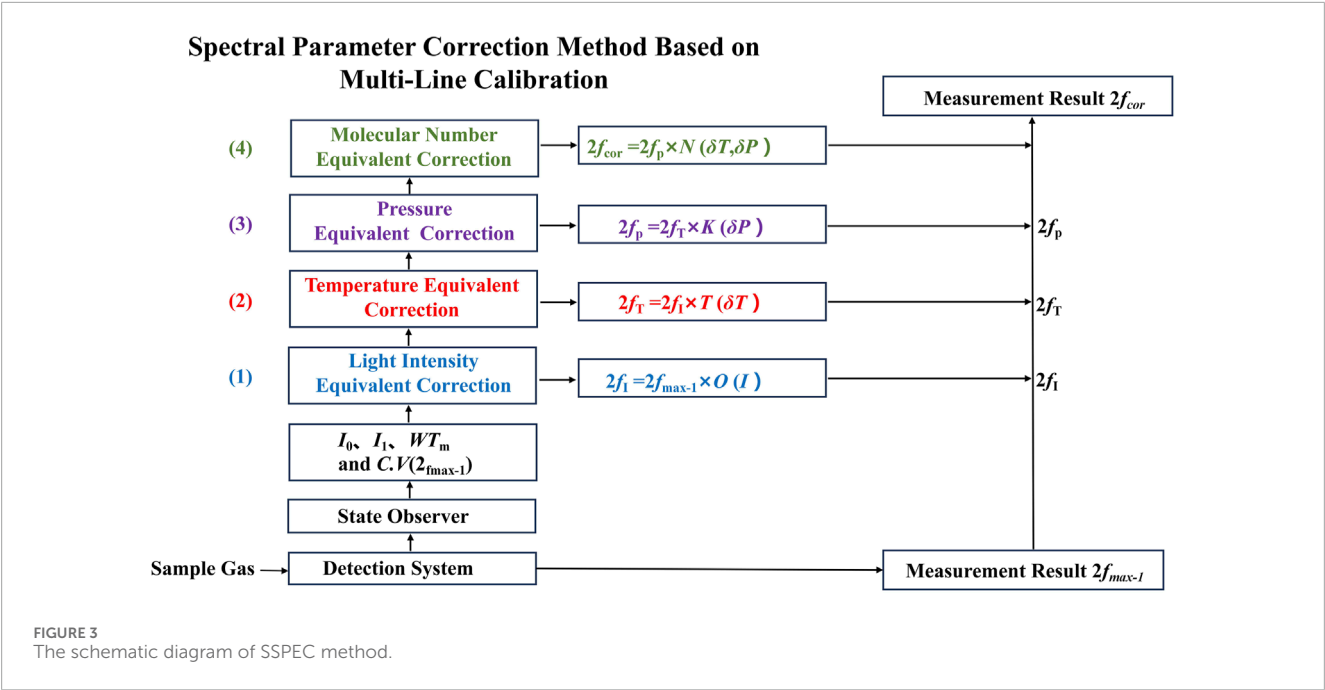 Spectral Parameter Correction Method Based on
Multi-Line Calibration
Measurement Result 2fcor
(4)
Molecular Number
Equivalent Correction
2fcor =2fp×N (δT,δP )
(3)
Pressure
Equivalent Correction
2fp =2fT×K (δP )
2fp
(2)
Temperature Equivalent
Correction
2fT =2fI×T (δT )
2fT
(1)
Light Intensity
Equivalent Correction
2fI =2fmax-1×O (I )
2fI
I0、I1、WTm
and C.V(2fmax-1)
State Observer
Sample Gas
Detection System
Measurement Result 2fmax-1
FIGURE 3
The schematic diagram of SSPEC method.